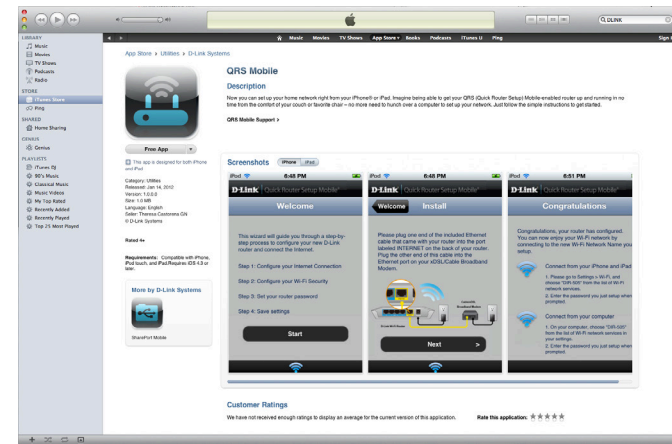 DLINK
Music Movies TV Shows App Store Books Podcasts iTunes U Ping
Sign
LIBRARY
Music
Movies
TV Shows
Podcasts
Radio
STORE
iTunes Store
Ping
SHARED
Home Sharing
GENIUS
Genius
PLAYLISTS
iTunes DJ
90's Music
Classical Music
Music Videos
My Top Rated
Recently Added
Recently Played
Top 25 Most Played
App Store > Utilities > D-Link Systems
Free App
This app is designed for both iPhone
and iPad
Category: Utilities
Released: Jan 14, 2012
Version: 1.0.0.0
Size: 1.0 MB
Language: English
Seller: Theresa Castorena GN
© D-Link Systems
Rated 4+
Requirements: Compatible with iPhone,
iPod touch, and iPad.Requires iOS 4.3 or
later.
More by D-Link Systems
SharePort Mobile
QRS Mobile
Description
Now you can set up your home network right from your iPhone® or iPad. Imagine being able to get your QRS (Quick Router Setup) Mobile-enabled router up and running in no
time from the comfort of your couch or favorite chair – no more need to hunch over a computer to set up your network. Just follow the simple instructions to get started.
QRS Mobile Support >
Screenshots iPhone iPad
iPod 6:48 PM
D-Link Quick Router Setup Mobile
Welcome
This wizard will guide you through a step-by-
step process to configure your new D-Link
router and connect the Internet.
Step 1: Configure your Internet Connection
Step 2: Configure your Wi-Fi Security
Step 3: Set your router password
Step 4: Save settings
Start
iPod 6:48 PM
D-Link Quick Router Setup Mobile
Welcome Install
Please plug one end of the included Ethernet
cable that came with your router into the port
labeled INTERNET on the back of your router.
Plug the other end of this cable into the
Ethernet port on your xDSL/Cable Broadband
Modem.
Next >
iPod 6:51 PM
D-Link Quick Router Setup Mobile
Congratulations
Congratulations, your router has configured.
You can now enjoy your Wi-Fi network by
connecting to the new Wi-Fi Network Name you
setup.
Connect from your iPhone and iPad
1. Please go to Settings > Wi-Fi, and
choose "DIR-505" from the list of Wi-Fi
network services.
2. Enter the password you just setup when
prompted.
Connect from your computer
1. On your computer, choose "DIR-505"
from the list of Wi-Fi network services in
your settings.
2. Enter the password you just setup when
prompted.
Customer Ratings
We have not received enough ratings to display an average for the current version of this application.
Rate this application: